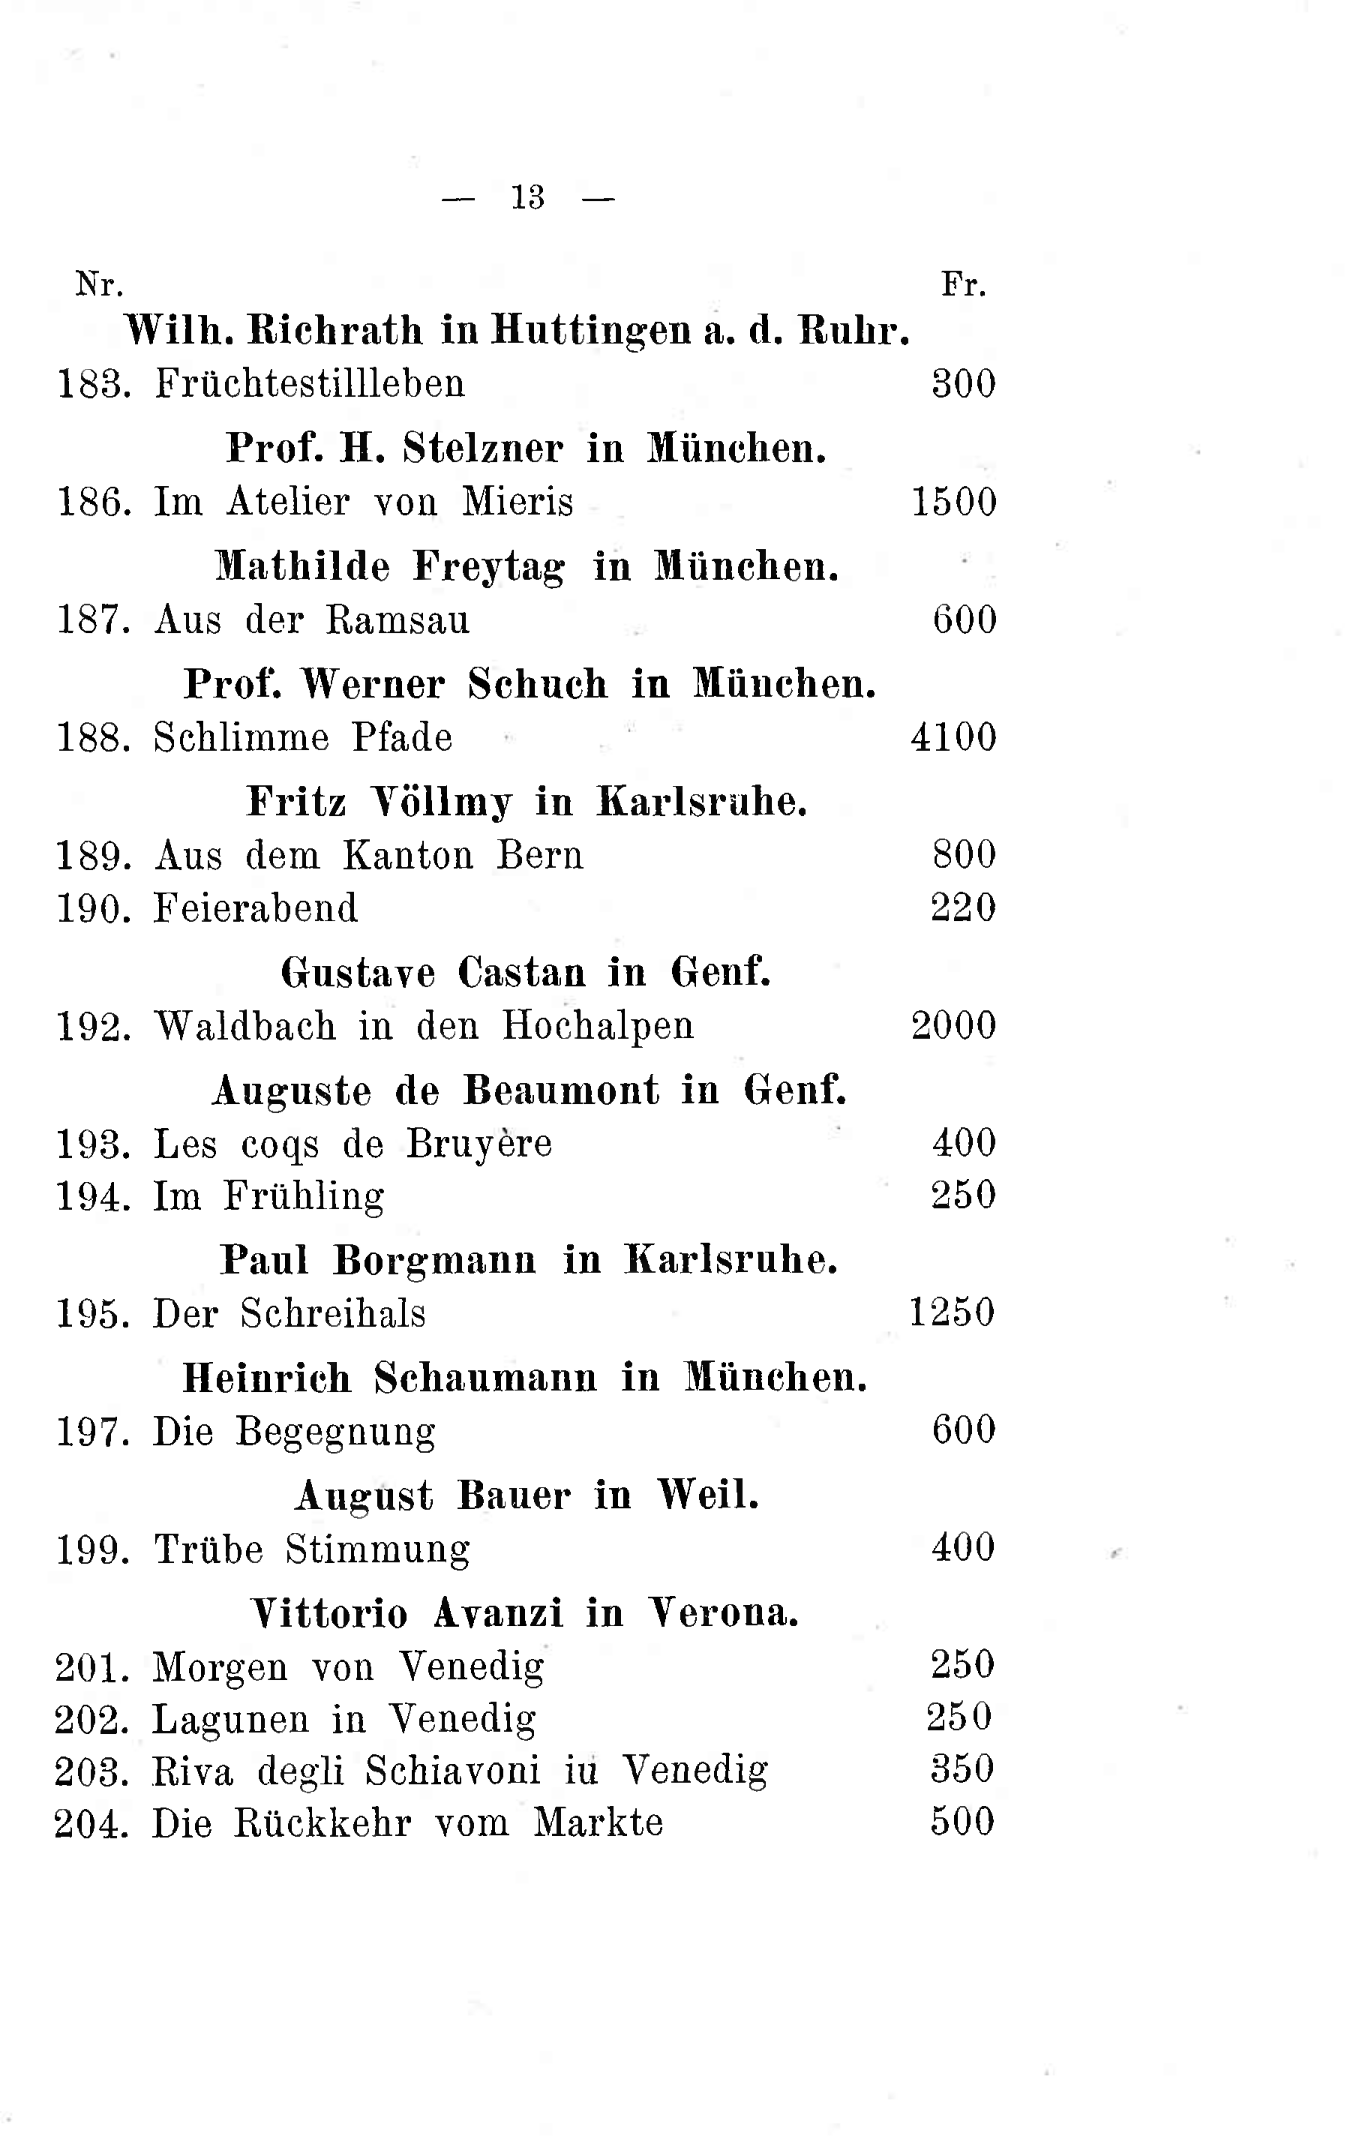 — 13 —
Nr. Fr.
Wilh. Richrath in Huttingen a. d. Ruhr.
183. Früchtestillleben 300
Prof. H. Stelzner in München.
186. Im Atelier von Mieris 1500
Mathilde Freytag in München.
187. Aus der Ramsau 600
Prof. Werner Schuch in München.
188. Schlimme Pfade 4100
Fritz Völlmy in Karlsruhe.
189. Aus dem Kanton Bern 800
190. Feierabend 220
Gustave Castan in Genf.
192. Waldbach in den Hochalpen 2000
Auguste de Beaumont in Genf.
193. Les coqs de Bruyère 400
194. Im Frühling 250
Paul Borgmann in Karlsruhe.
195. Der Schreihals 1250
Heinrich Schaumann in München.
197. Die Begegnung 600
August Bauer in Weil.
199. Trübe Stimmung 400
Vittorio Avanzi in Verona.
201. Morgen von Venedig 250
202. Lagunen in Venedig 250
203. Riva degli Schiavoni iu Venedig 350
204. Die Rückkehr vom Markte 500